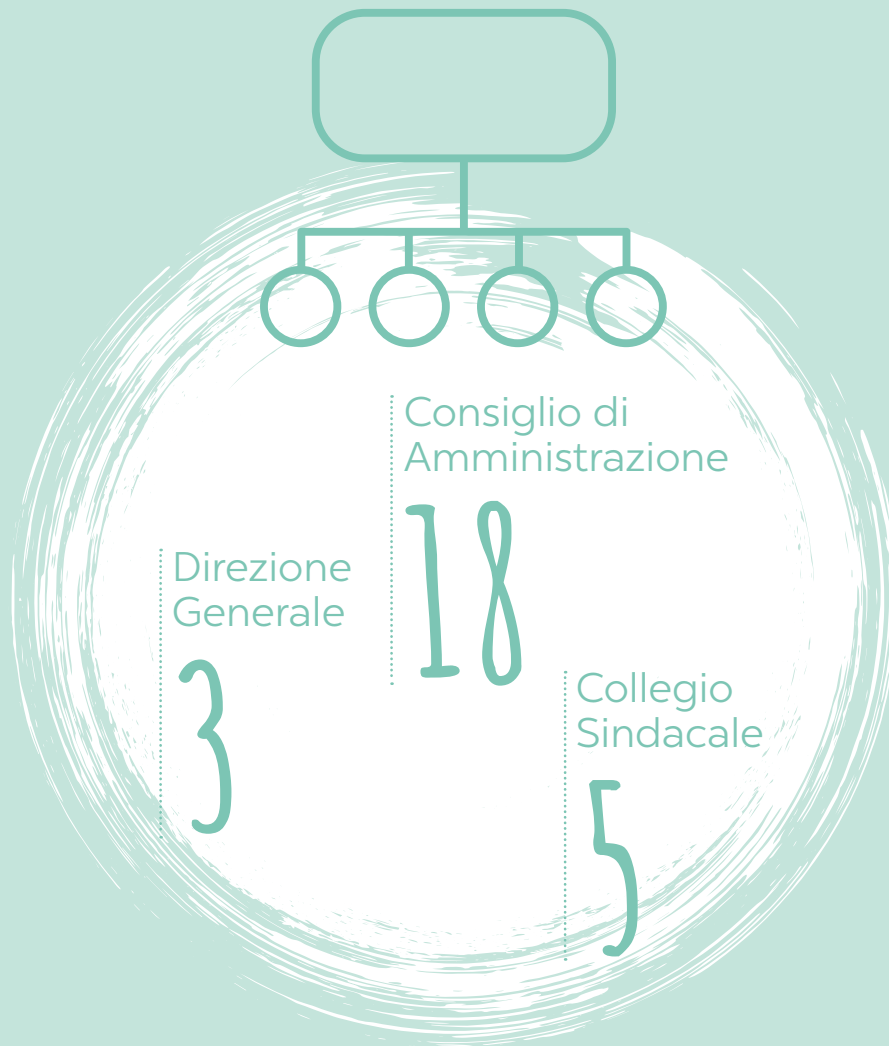 Consiglio di
Amministrazione
18
Direzione
Generale
3
Collegio
Sindacale
5